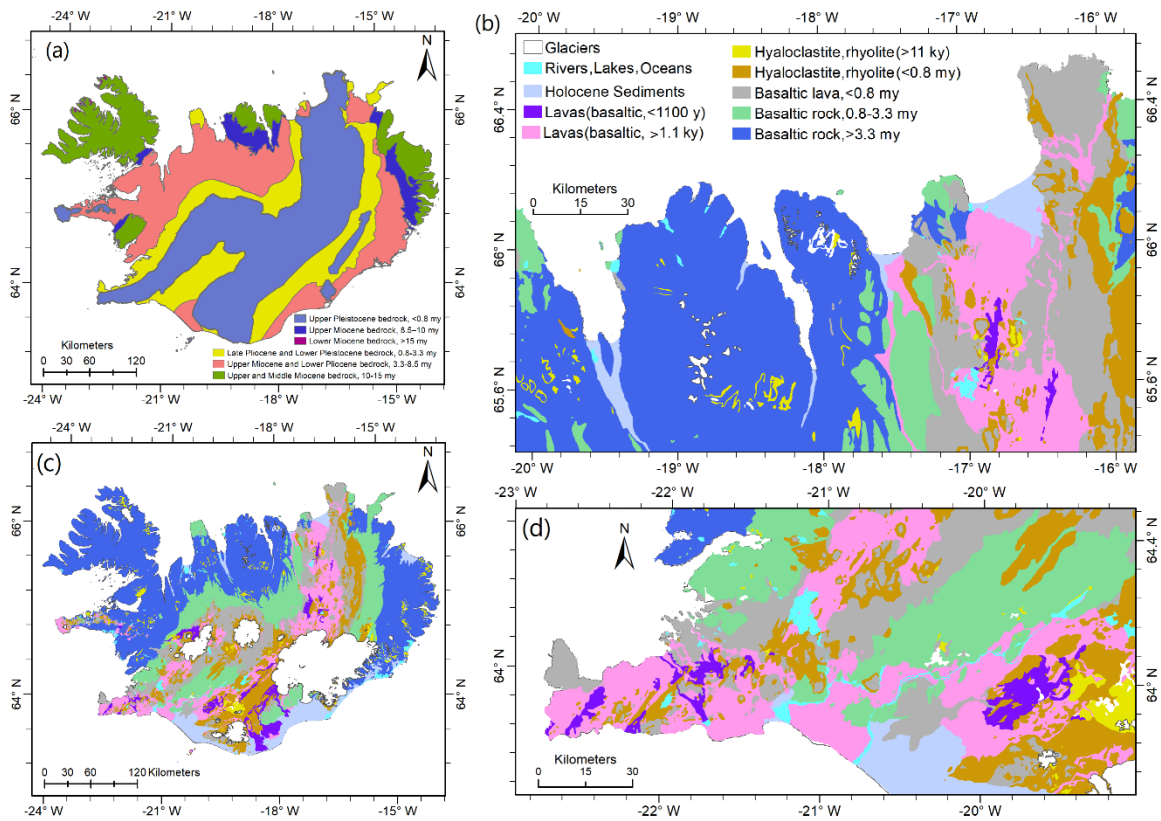 -24° W -21° W -18° W -15° W
(a)
N
66° N
64° N
66° N
64° N
Upper Pleistocene bedrock, <0.8 my
Upper Miocene bedrock, 8.5–10 my
Lower Miocene bedrock, >15 my
Late Pliocene and Lower Pleistocene bedrock, 0.8-3.3 my
Upper Miocene and Lower Pliocene bedrock, 3.3-8.5 my
Upper and Middle Miocene bedrock, 10-15 my
Kilometers
0 30 60 120
-24° W -21° W -18° W -15° W
-20° W -19° W -18° W -17° W -16° W
(b)
N
Glaciers
Rivers,Lakes,Oceans
Holocene Sediments
Lavas(basaltic,<1100 y)
Lavas(basaltic, >1.1 ky)
Hyaloclastite,rhyolite(>11 ky)
Hyaloclastite,rhyolite(<0.8 my)
Basaltic lava,<0.8 my
Basaltic rock,0.8-3.3 my
Basaltic rock,>3.3 my
Kilometers
0 15 30
66.4° N
66° N
65.6° N
66.4° N
66° N
65.6° N
-20° W -19° W -18° W -17° W -16° W
-24° W -21° W -18° W -15° W
(c)
N
66° N
64° N
66° N
64° N
0 30 60 120 Kilometers
-24° W -21° W -18° W -15° W
-23° W -22° W -21° W -20° W
(d)
N
64° N
64.4° N
64° N
Kilometers
0 15 30
-22° W -21° W -20° W